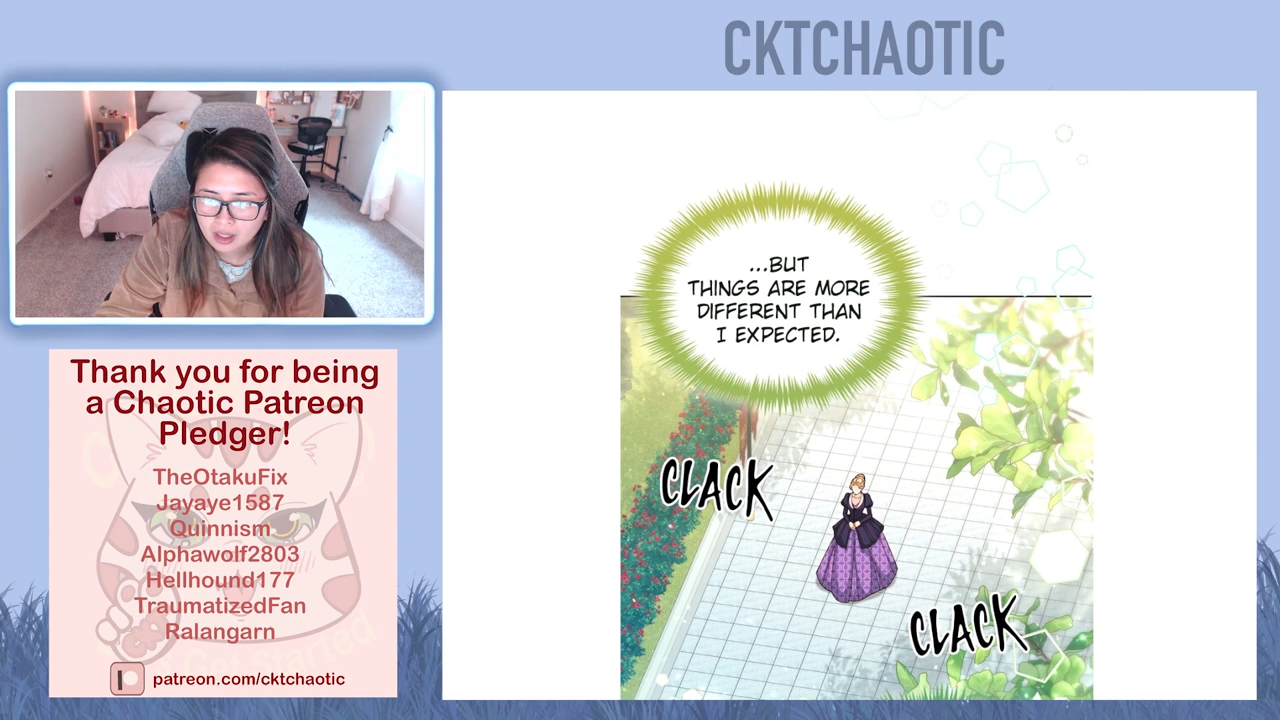 CKTCHAOTIC
...BUT
THINGS ARE MORE
DIFFERENT THAN
I EXPECTED.
CLACK
CLACK
Thank you for being
a Chaotic Patreon
Pledger!
TheOtakuFix
Jayaye1587
Quinnism
Alphawolf2803
Hellhound177
TraumatizedFan
Ralangarn
patreon.com/cktchaotic